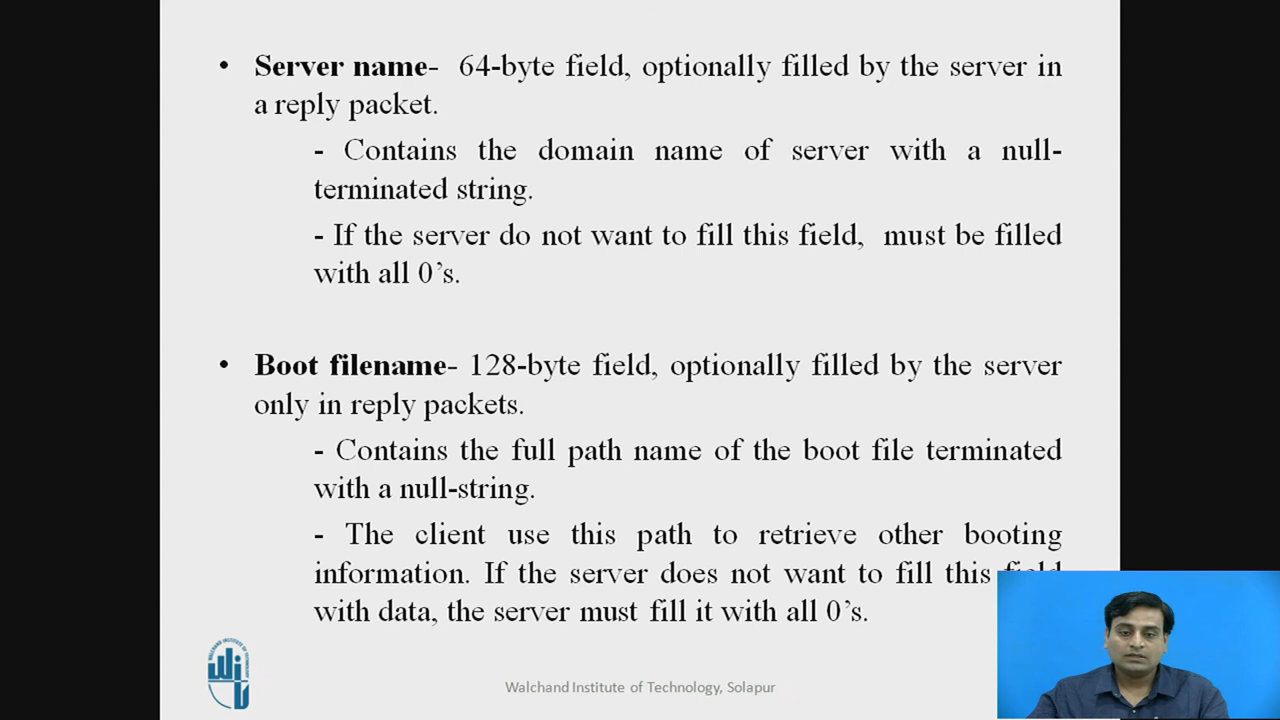 • Server name- 64-byte field, optionally filled by the server in
a reply packet.
- Contains the domain name of server with a null-
terminated string.
- If the server do not want to fill this field, must be filled
with all 0’s.
• Boot filename- 128-byte field, optionally filled by the server
only in reply packets.
- Contains the full path name of the boot file terminated
with a null-string.
- The client use this path to retrieve other booting
information. If the server does not want to fill this field
with data, the server must fill it with all 0’s.
Walchand Institute of Technology, Solapur